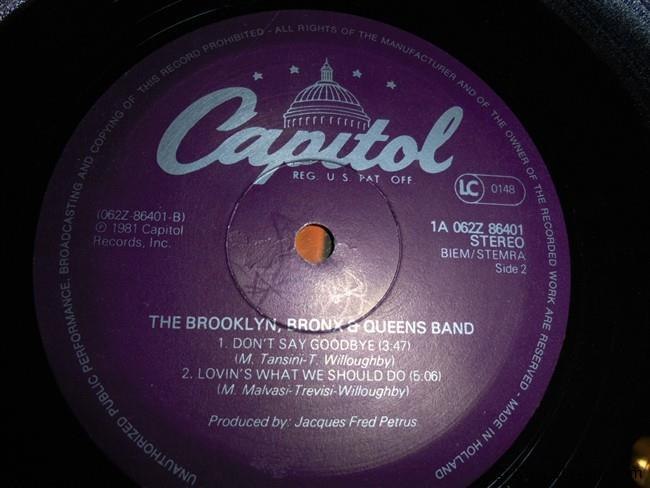 UNAUTHORIZED PUBLIC PERFORMANCE, BROADCASTING AND COPYING OF THIS RECORD PROHIBITED - ALL RIGHTS OF THE MANUFACTURER AND OF THE OWNER OF THE RECORDED WORK ARE RESERVED - MADE IN HOLLAND
Capitol
REG. U.S. PAT. OFF.
LC 0148
(062Z-86401-B)
℗ 1981 Capitol
Records, Inc.
1A 062Z 86401
STEREO
BIEM/STEMRA
Side 2
THE BROOKLYN, BRONX & QUEENS BAND
1. DON'T SAY GOODBYE (3:47)
(M. Tansini-T. Willoughby)
2. LOVIN'S WHAT WE SHOULD DO (5:06)
(M. Malvasi-Trevisi-Willoughby)
Produced by: Jacques Fred Petrus